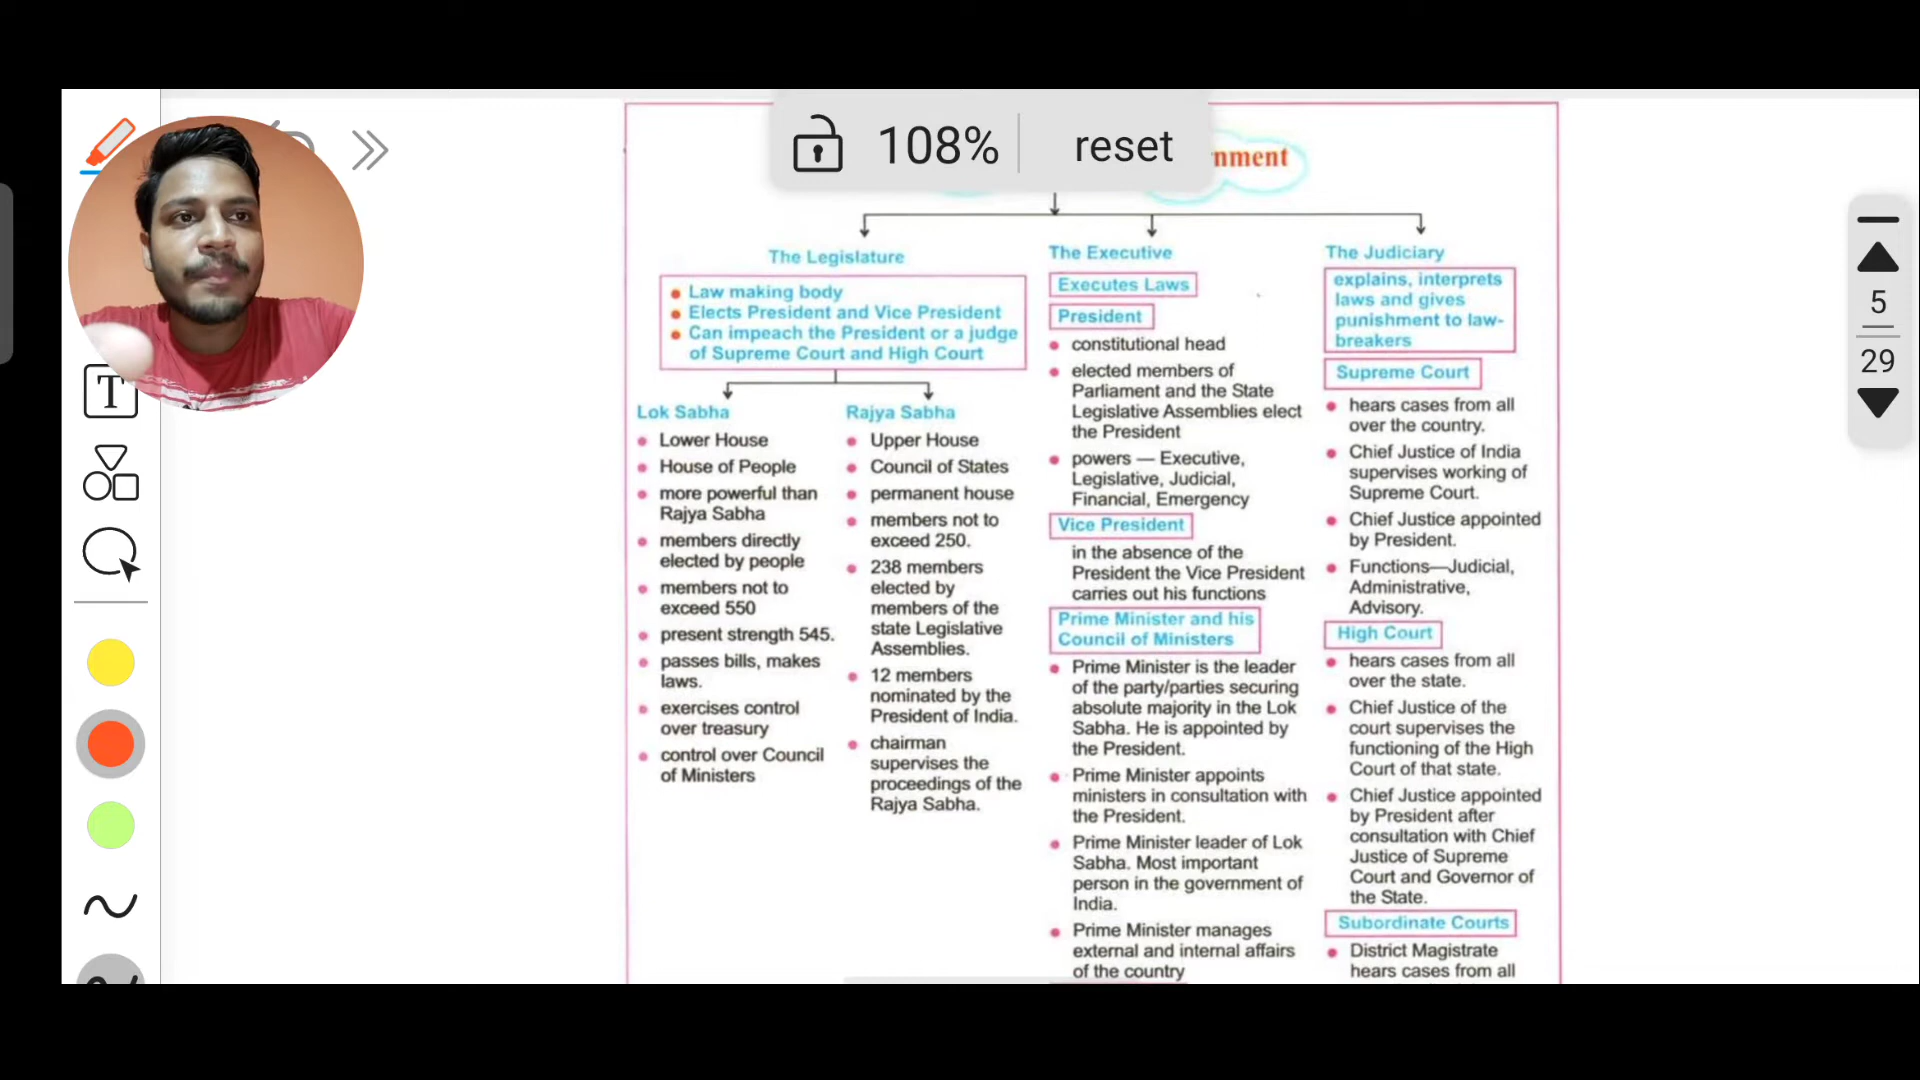 108%
reset
nment
T
5
29
The Legislature
Law making body
Elects President and Vice President
Can impeach the President or a judge
of Supreme Court and High Court
Lok Sabha
Lower House
House of People
more powerful than
Rajya Sabha
members directly
elected by people
members not to
exceed 550
present strength 545.
passes bills, makes
laws.
exercises control
over treasury
control over Council
of Ministers
Rajya Sabha
Upper House
Council of States
permanent house
members not to
exceed 250.
238 members
elected by
members of the
state Legislative
Assemblies.
12 members
nominated by the
President of India.
chairman
supervises the
proceedings of the
Rajya Sabha.
The Executive
Executes Laws
President
constitutional head
elected members of
Parliament and the State
Legislative Assemblies elect
the President
powers — Executive,
Legislative, Judicial,
Financial, Emergency
Vice President
in the absence of the
President the Vice President
carries out his functions
Prime Minister and his
Council of Ministers
Prime Minister is the leader
of the party/parties securing
absolute majority in the Lok
Sabha. He is appointed by
the President.
Prime Minister appoints
ministers in consultation with
the President.
Prime Minister leader of Lok
Sabha. Most important
person in the government of
India.
Prime Minister manages
external and internal affairs
of the country
The Judiciary
explains, interprets
laws and gives
punishment to law-
breakers
Supreme Court
hears cases from all
over the country.
Chief Justice of India
supervises working of
Supreme Court.
Chief Justice appointed
by President.
Functions—Judicial,
Administrative,
Advisory.
High Court
hears cases from all
over the state.
Chief Justice of the
court supervises the
functioning of the High
Court of that state.
Chief Justice appointed
by President after
consultation with Chief
Justice of Supreme
Court and Governor of
the State.
Subordinate Courts
District Magistrate
hears cases from all